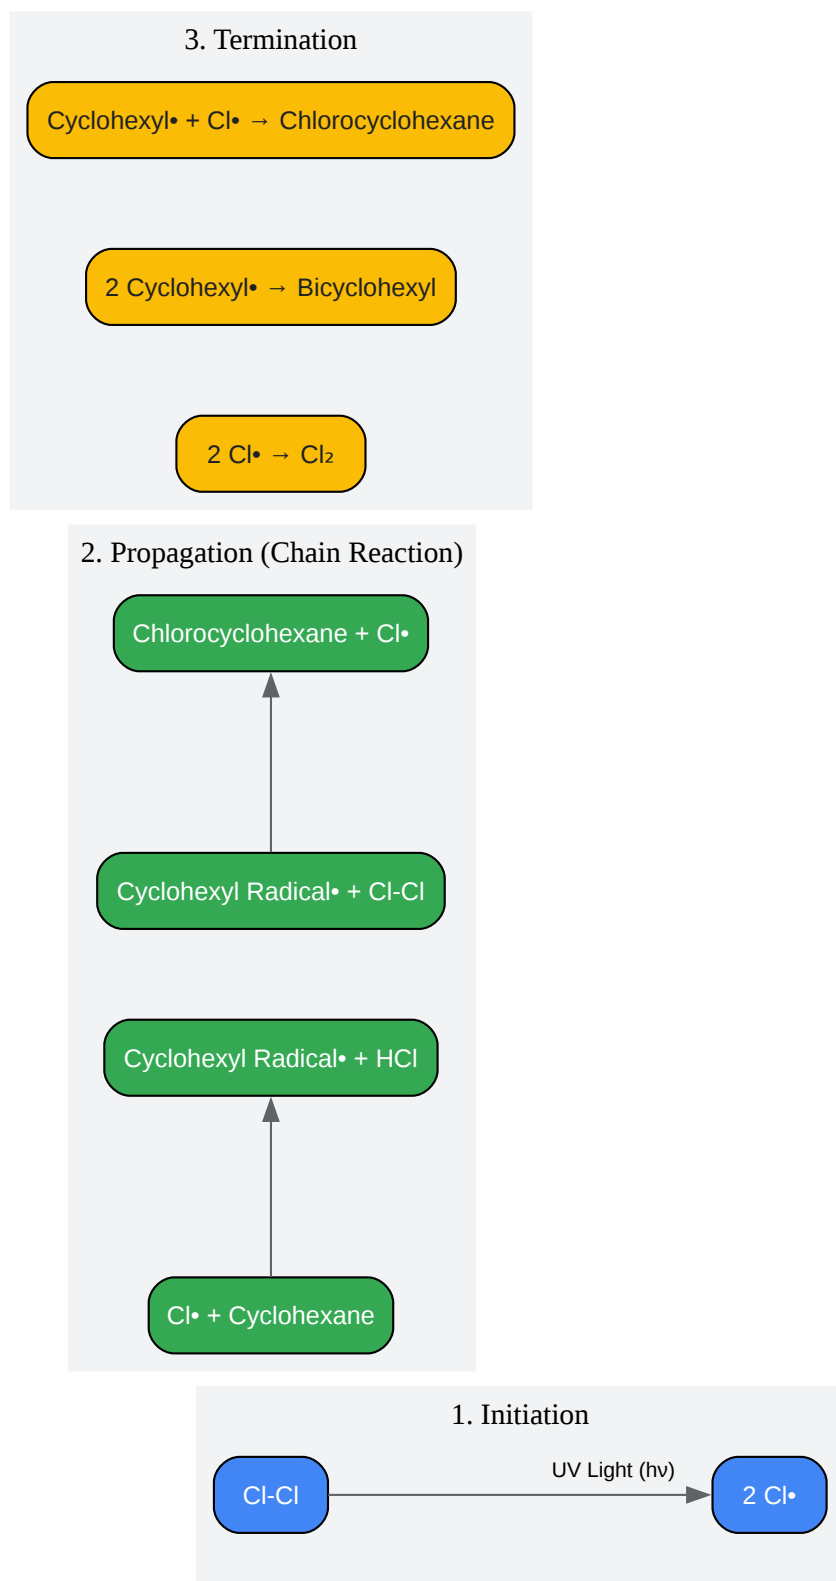 3. Termination
Cyclohexyl• + Cl• → Chlorocyclohexane
2 Cyclohexyl• → Bicyclohexyl
2 Cl• → Cl₂
2. Propagation (Chain Reaction)
Chlorocyclohexane + Cl•
Cyclohexyl Radical• + Cl-Cl
Cyclohexyl Radical• + HCl
Cl• + Cyclohexane
1. Initiation
UV Light (hν)
Cl-Cl
2 Cl•